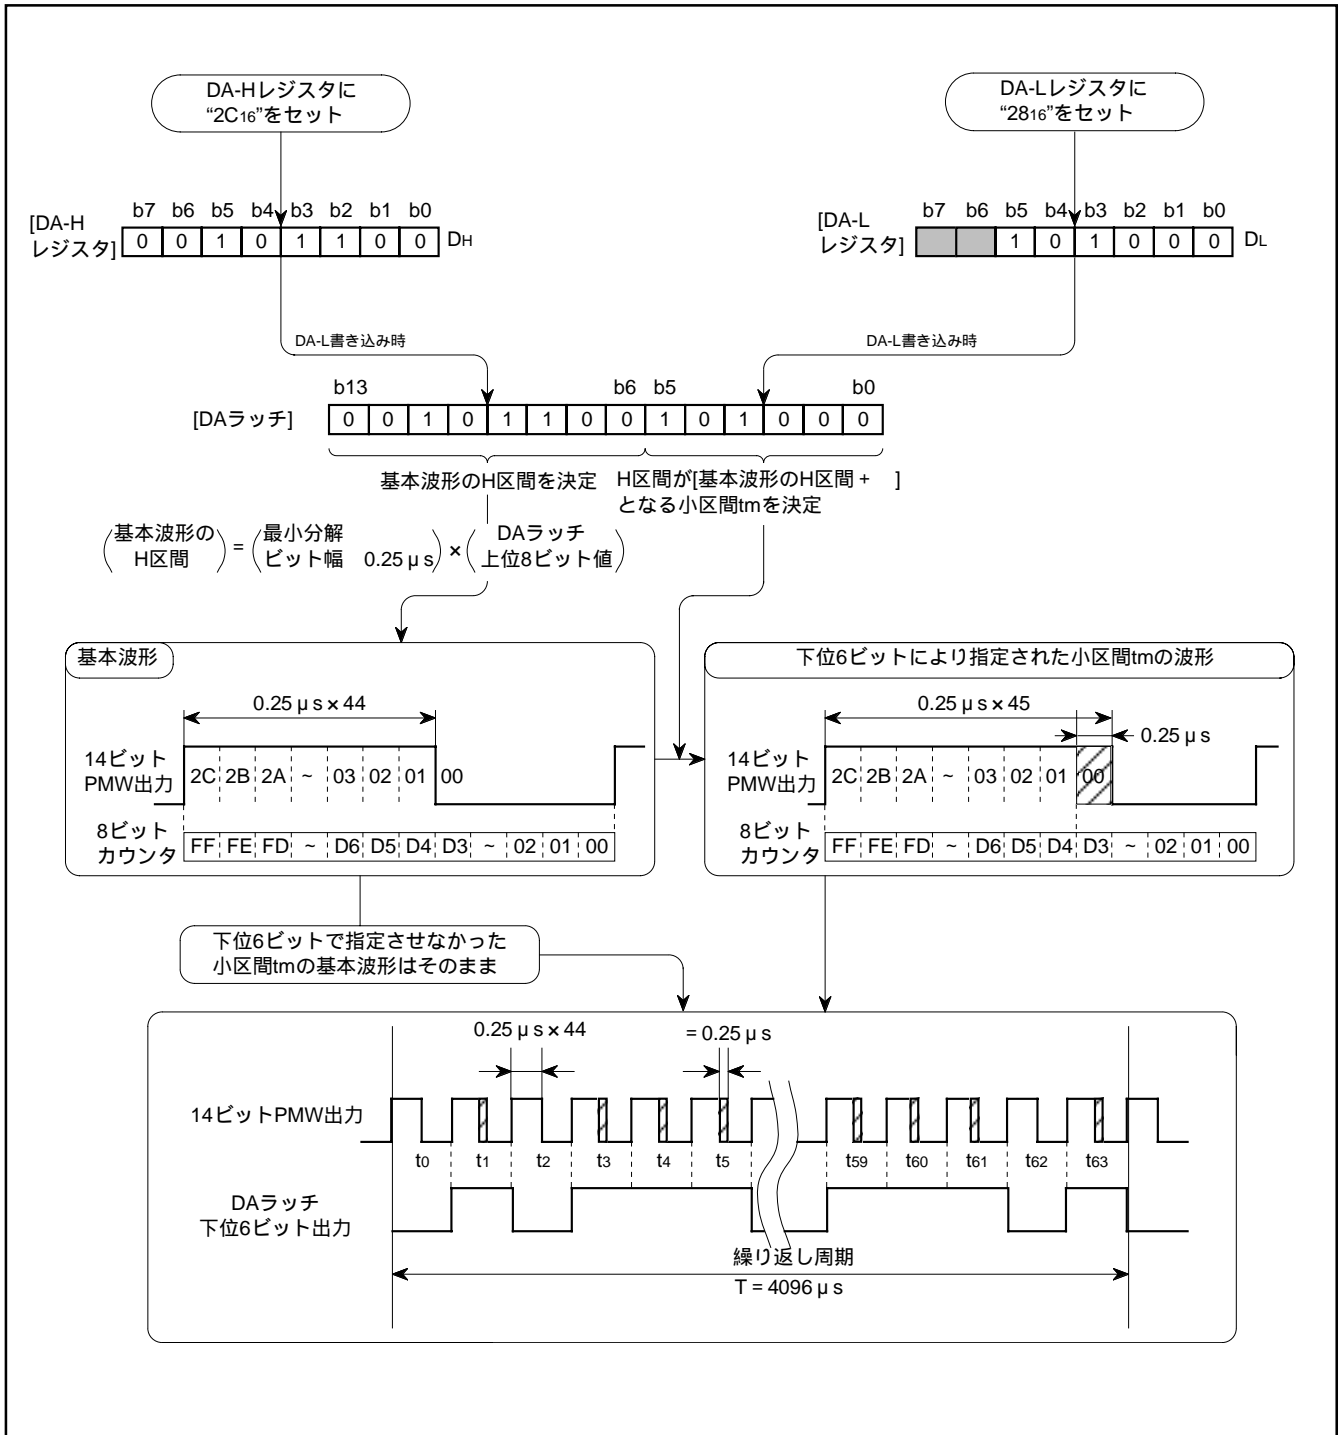 DA-Hレジスタに
“2C16”をセット
DA-Lレジスタに
“2816”をセット
[DA-H
レジスタ]
b7 b6 b5 b4 b3 b2 b1 b0
0 0 1 0 1 1 0 0
DH
[DA-L
レジスタ]
b7 b6 b5 b4 b3 b2 b1 b0
1 0 1 0 0 0
DL
DA-L書き込み時
DA-L書き込み時
b13 b6 b5 b0
[DAラッチ]
0 0 1 0 1 1 0 0 1 0 1 0 0 0
基本波形のH区間を決定
H区間が[基本波形のH区間 + ]
となる小区間tmを決定
(基本波形の
H区間) = (最小分解
ビット幅 0.25 μ s) × (DAラッチ
上位8ビット値)
基本波形
0.25 μ s × 44
14ビット
PMW出力
2C 2B 2A ~ 03 02 01 00
8ビット
カウンタ
FF FE FD ~ D6 D5 D4 D3 ~ 02 01 00
下位6ビットにより指定された小区間tmの波形
0.25 μ s × 45
0.25 μ s
14ビット
PMW出力
2C 2B 2A ~ 03 02 01 00
8ビット
カウンタ
FF FE FD ~ D6 D5 D4 D3 ~ 02 01 00
下位6ビットで指定させなかった
小区間tmの基本波形はそのまま
0.25 μ s × 44
= 0.25 μ s
14ビットPMW出力
t0 t1 t2 t3 t4 t5 t59 t60 t61 t62 t63
DAラッチ
下位6ビット出力
繰り返し周期
T = 4096 μ s